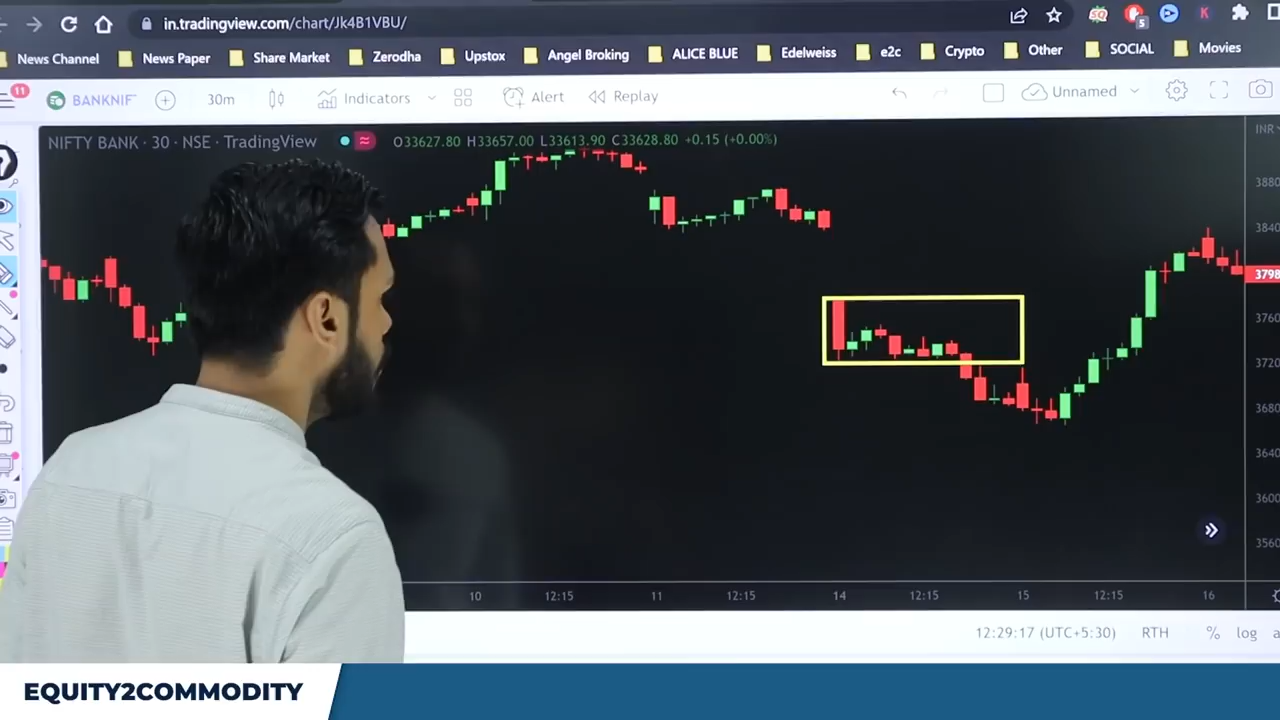 in.tradingview.com/chart/Jk4B1VBU/
5
News Channel News Paper Share Market Zerodha Upstox Angel Broking ALICE BLUE Edelweiss e2c Crypto Other SOCIAL Movies
11 BANKNIF 30m Indicators Alert Replay Unnamed
NIFTY BANK · 30 · NSE · TradingView O33627.80 H33657.00 L33613.90 C33628.80 +0.15 (+0.00%)
INR
3880
3840
3798
3760
3720
3680
3640
3600
3560
10 12:15 11 12:15 14 12:15 15 12:15 16
12:29:17 (UTC+5:30) RTH % log
EQUITY2COMMODITY